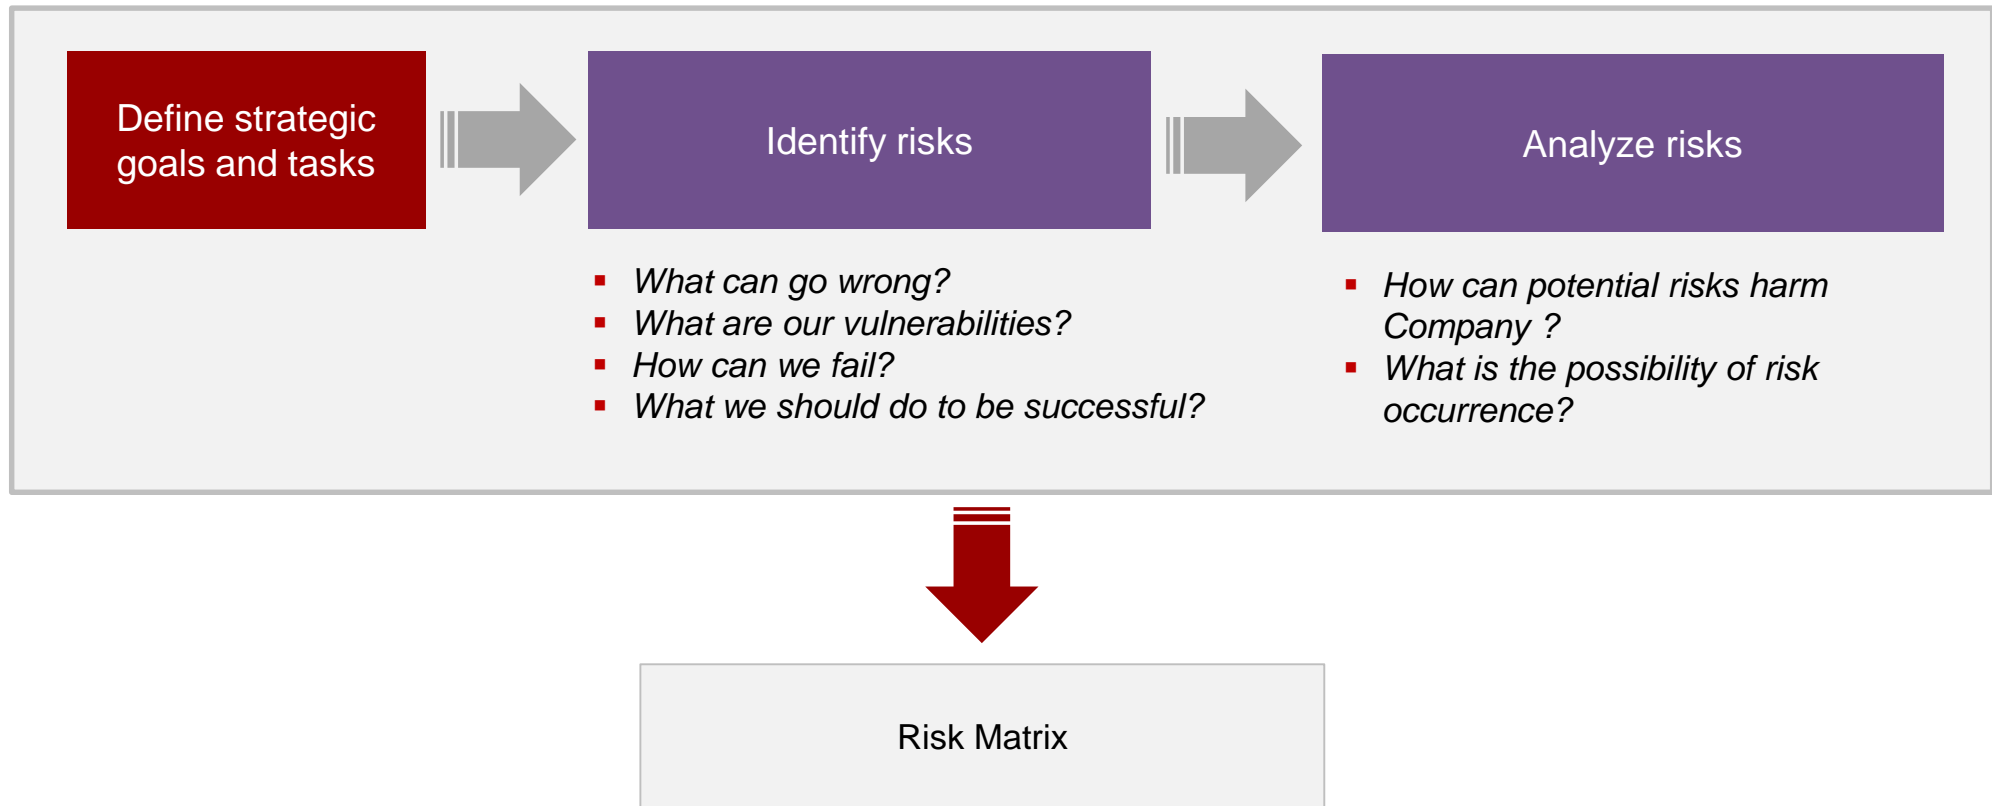 Define strategic
goals and tasks
Identify risks
Analyze risks
▪ What can go wrong?
▪ What are our vulnerabilities?
▪ How can we fail?
▪ What we should do to be successful?
▪ How can potential risks harm
Company ?
▪ What is the possibility of risk
occurrence?
Risk Matrix